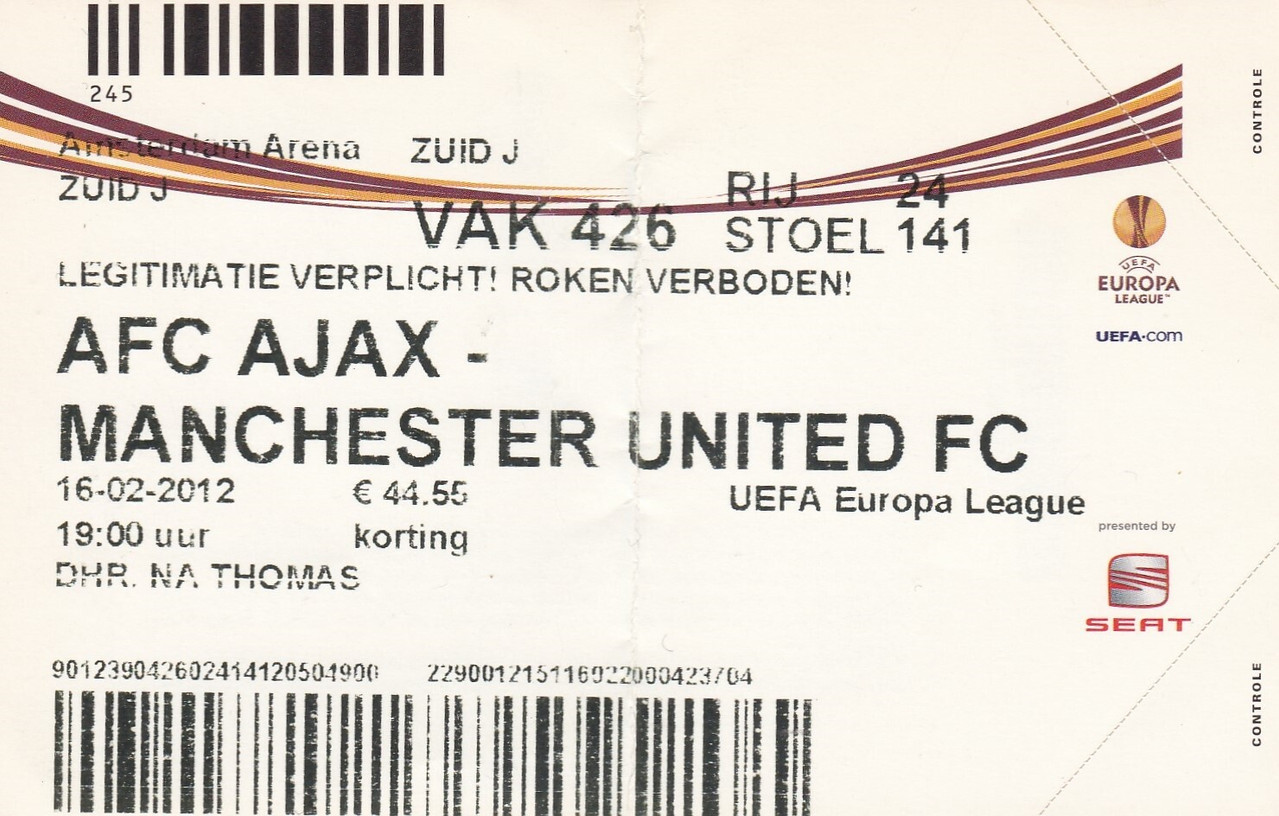 245
Amsterdam Arena ZUID J
ZUID J
VAK 426
RIJ 24
STOEL 141
LEGITIMATIE VERPLICHT! ROKEN VERBODEN!
AFC AJAX -
MANCHESTER UNITED FC
16-02-2012 € 44.55
UEFA Europa League
19:00 uur korting
DHR. NA THOMAS
901239042602414120504900 229001215116022000423704
CONTROLE
UEFA
EUROPA
LEAGUE™
UEFA.com
presented by
SEAT
CONTROLE